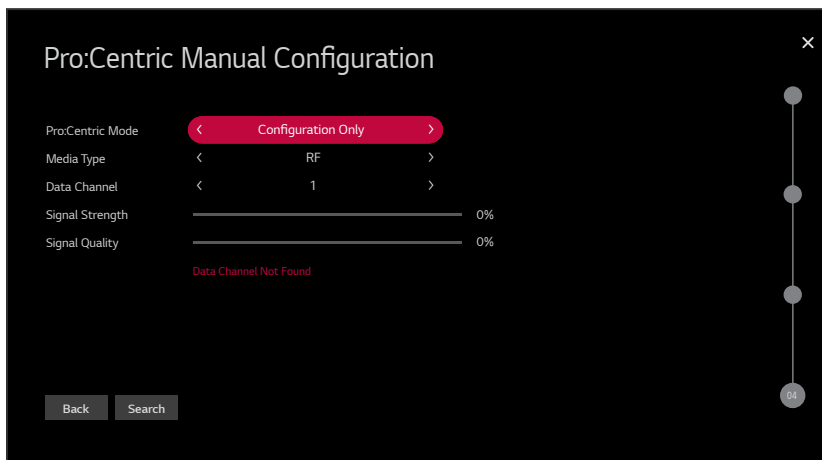 Pro:Centric Manual Configuration
Pro:Centric Mode Configuration Only
Media Type RF
Data Channel 1
Signal Strength 0%
Signal Quality 0%
Data Channel Not Found
Back Search
04